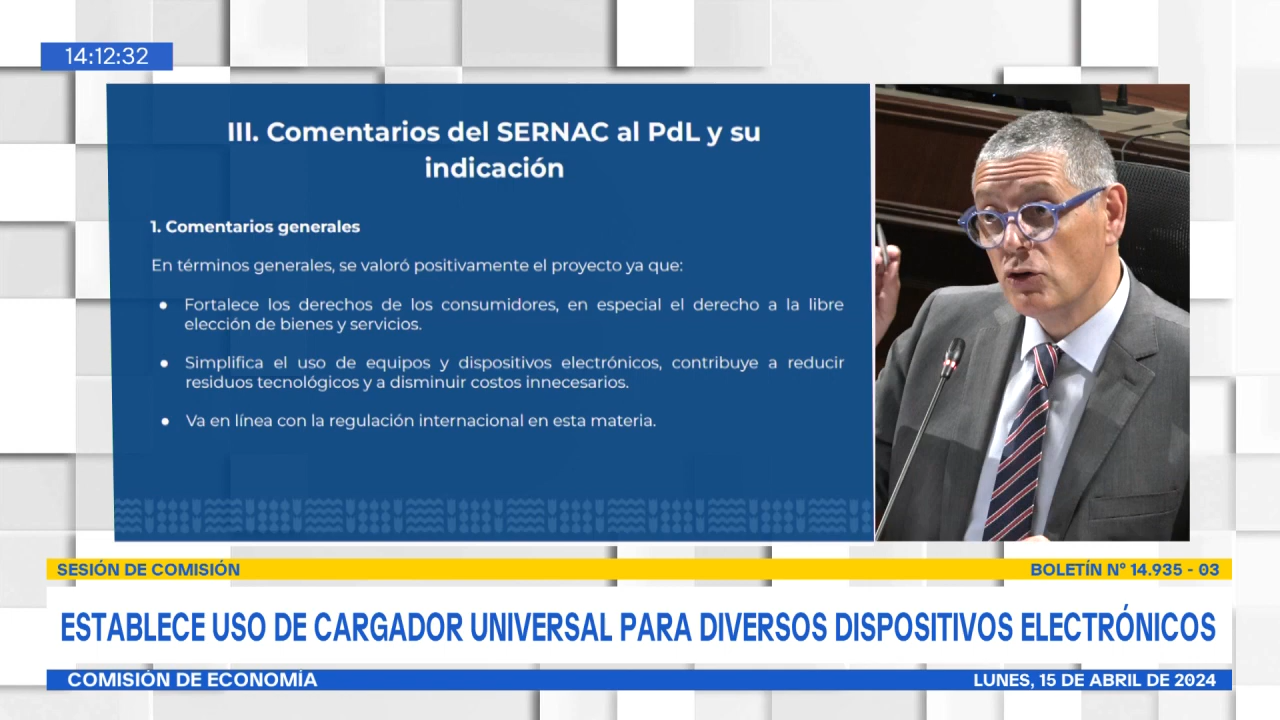 14:12:32
III. Comentarios del SERNAC al PdL y su
indicación
1. Comentarios generales
En términos generales, se valoró positivamente el proyecto ya que:
● Fortalece los derechos de los consumidores, en especial el derecho a la libre
elección de bienes y servicios.
● Simplifica el uso de equipos y dispositivos electrónicos, contribuye a reducir
residuos tecnológicos y a disminuir costos innecesarios.
● Va en línea con la regulación internacional en esta materia.
SESIÓN DE COMISIÓN
BOLETÍN Nº 14.935 - 03
ESTABLECE USO DE CARGADOR UNIVERSAL PARA DIVERSOS DISPOSITIVOS ELECTRÓNICOS
COMISIÓN DE ECONOMÍA
LUNES, 15 DE ABRIL DE 2024